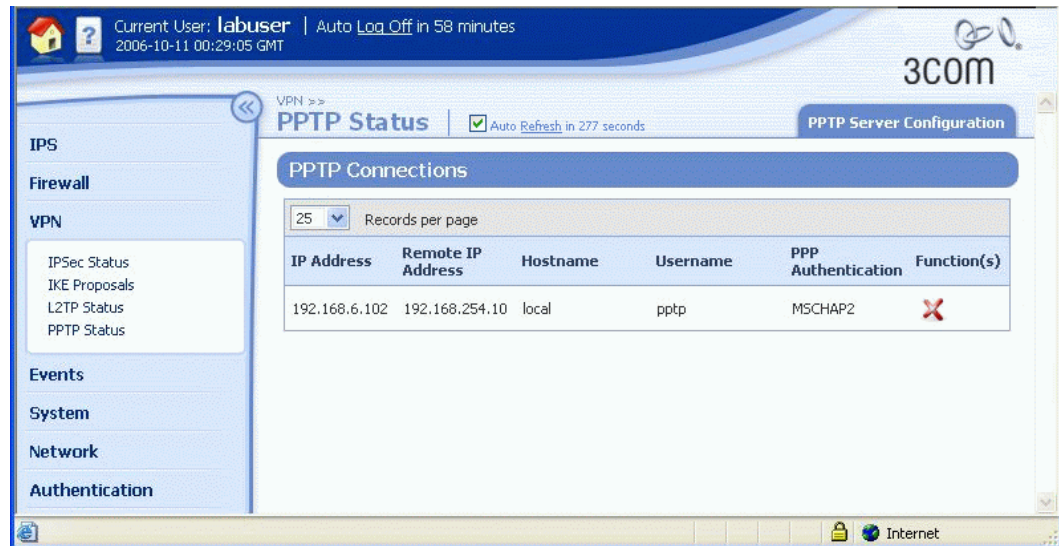 Current User: labuser | Auto Log Off in 58 minutes
2006-10-11 00:29:05 GMT
3COM
VPN >>
PPTP Status | Auto Refresh in 277 seconds
PPTP Server Configuration
IPS
Firewall
VPN
IPSec Status
IKE Proposals
L2TP Status
PPTP Status
Events
System
Network
Authentication
PPTP Connections
25 Records per page
IP Address Remote IP Address Hostname Username PPP Authentication Function(s)
192.168.6.102 192.168.254.10 local pptp MSCHAP2
Internet